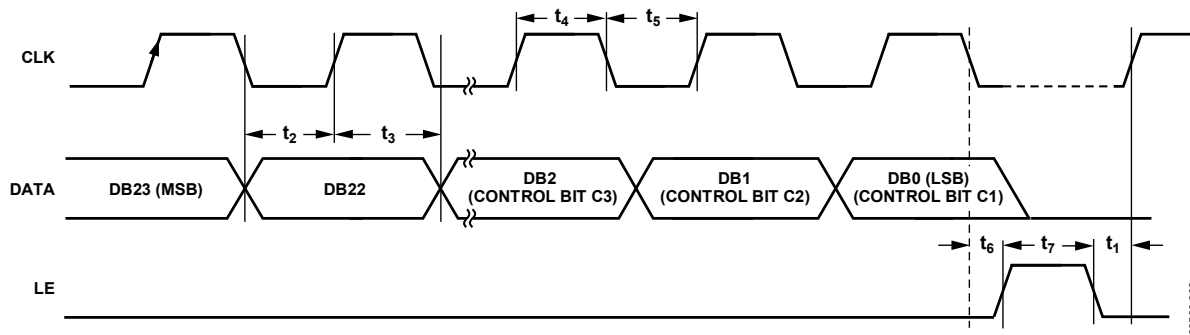 t4 t5
CLK
t2 t3
DATA
DB23 (MSB)
DB22
DB2
(CONTROL BIT C3)
DB1
(CONTROL BIT C2)
DB0 (LSB)
(CONTROL BIT C1)
t6 t7 t1
LE